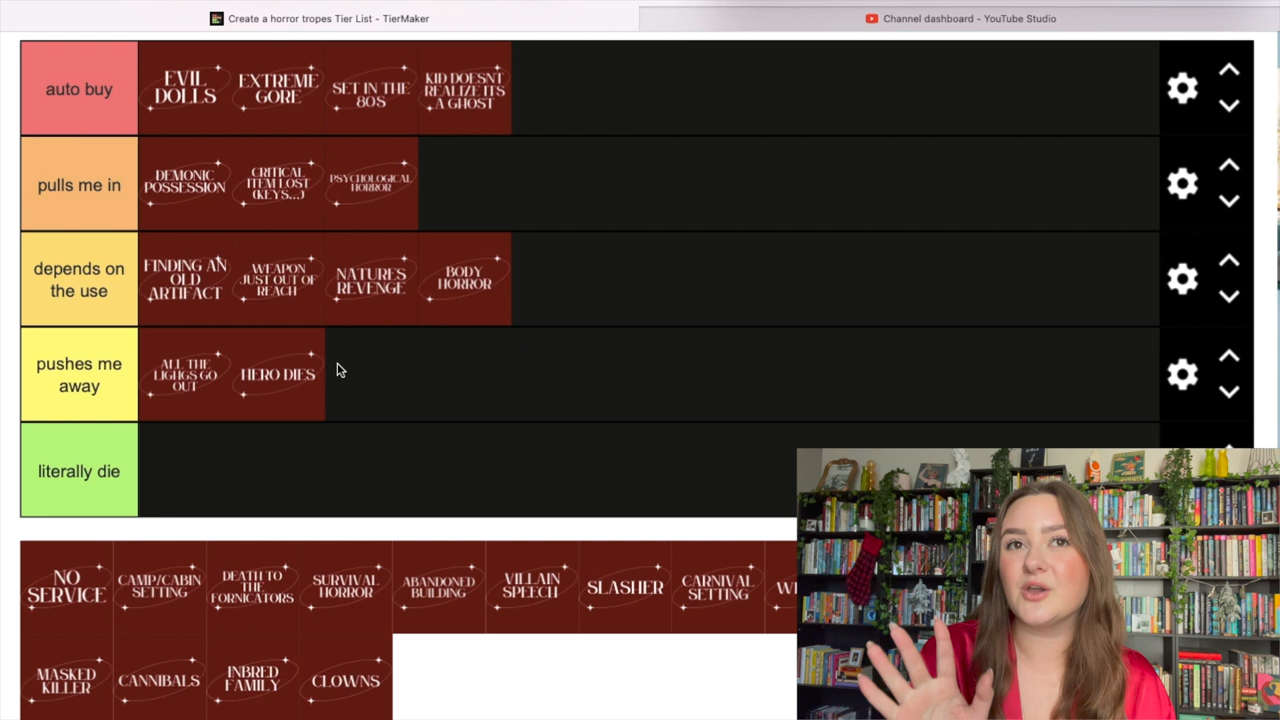 Create a horror tropes Tier List - TierMaker
Channel dashboard - YouTube Studio
auto buy
EVIL
DOLLS
EXTREME
GORE
SET IN THE
80'S
KID DOESNT
REALIZE ITS
A GHOST
pulls me in
DEMONIC
POSSESSION
CRITICAL
ITEM LOST
(KEYS...)
PSYCHOLOGICAL
HORROR
depends on
the use
FINDING AN
OLD
ARTIFACT
WEAPON
JUST OUT OF
REACH
NATURES
REVENGE
BODY
HORROR
pushes me
away
ALL THE
LIGHGS GO
OUT
HERO DIES
literally die
NO
SERVICE
CAMP/CABIN
SETTING
DEATH TO
THE
FORNICATORS
SURVIVAL
HORROR
ABANDONED
BUILDING
VILLAIN
SPEECH
SLASHER
CARNIVAL
SETTING
MASKED
KILLER
CANNIBALS
INBRED
FAMILY
CLOWNS